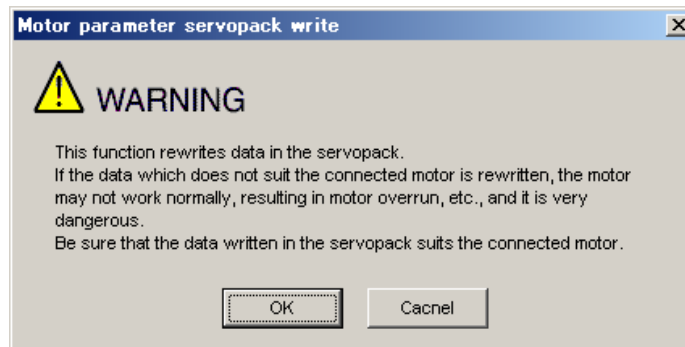 Motor parameter servopack write
WARNING
This function rewrites data in the servopack.
If the data which does not suit the connected motor is rewritten, the motor
may not work normally, resulting in motor overrun, etc., and it is very
dangerous.
Be sure that the data written in the servopack suits the connected motor.
OK
Cacnel